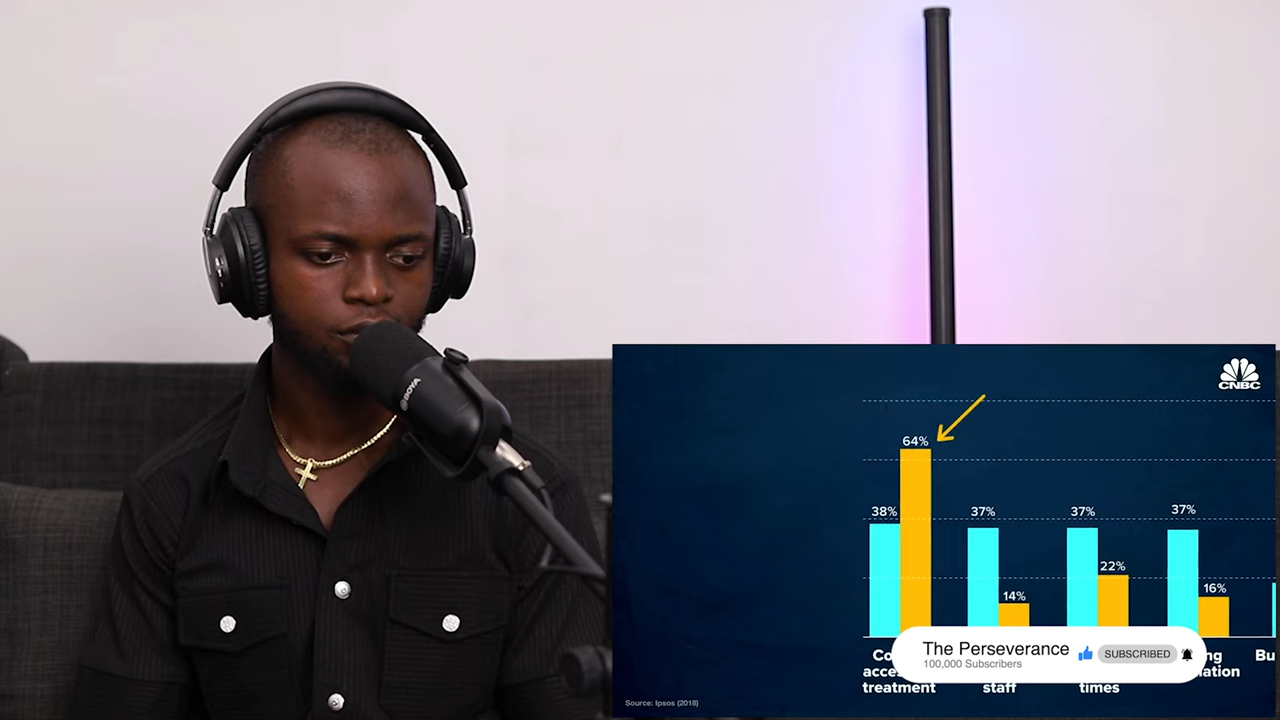 BOYA
CNBC
64%
38%
37%
37%
37%
22%
14%
16%
The Perseverance
SUBSCRIBED
100,000 Subscribers
treatment
staff
times
Source: Ipsos (2018)